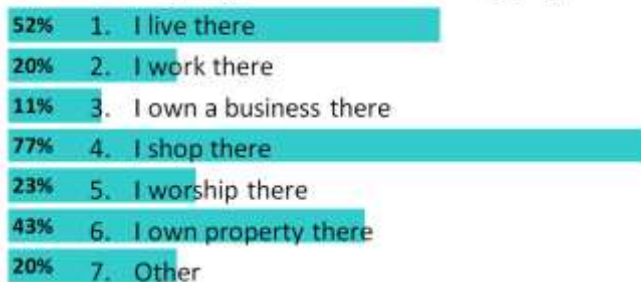 52% 1. I live there
20% 2. I work there
11% 3. I own a business there
77% 4. I shop there
23% 5. I worship there
43% 6. I own property there
20% 7. Other